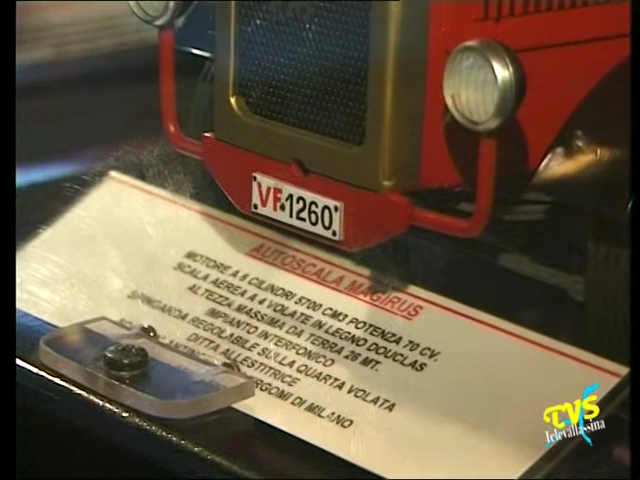 VF 1260
AUTOSCALA MAGIRUS
MOTORE A 6 CILINDRI 5700 CM3 POTENZA 70 CV.
SCALA AEREA A 4 VOLATE IN LEGNO DOUCLAS
ALTEZZA MASSIMA DA TERRA 26 MT.
IMPIANTO INTERFONICO
SPINGARDA REGOLABILE SULLA QUARTA VOLATA
DITTA ALLESTITRICE
DI MILANO
TVS
Televallassina